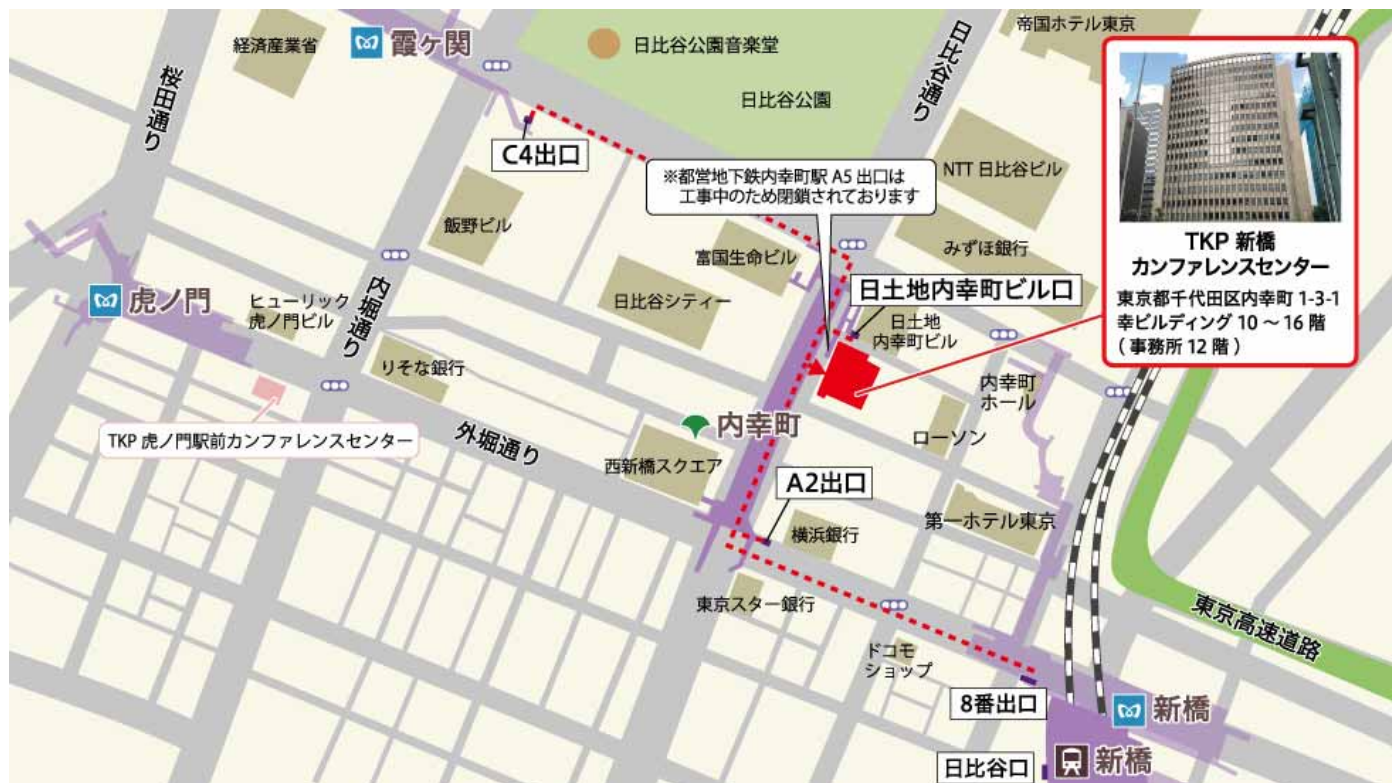 経済産業省
霞ヶ関
日比谷公園音楽堂
日比谷通り
帝国ホテル東京
桜田通り
日比谷公園
C4出口
※都営地下鉄内幸町駅 A5 出口は
工事中のため閉鎖されております
NTT 日比谷ビル
TKP 新橋
カンファレンスセンター
東京都千代田区内幸町 1-3-1
幸ビルディング 10 ～ 16 階
( 事務所 12 階 )
飯野ビル
富国生命ビル
みずほ銀行
虎ノ門
ヒューリック
虎ノ門ビル
内堀通り
日比谷シティー
日土地内幸町ビル口
日土地
内幸町ビル
りそな銀行
内幸町
ホール
TKP 虎ノ門駅前カンファレンスセンター
外堀通り
内幸町
ローソン
西新橋スクエア
A2出口
横浜銀行
第一ホテル東京
東京スター銀行
東京高速道路
ドコモ
ショップ
8番出口
新橋
日比谷口
新橋